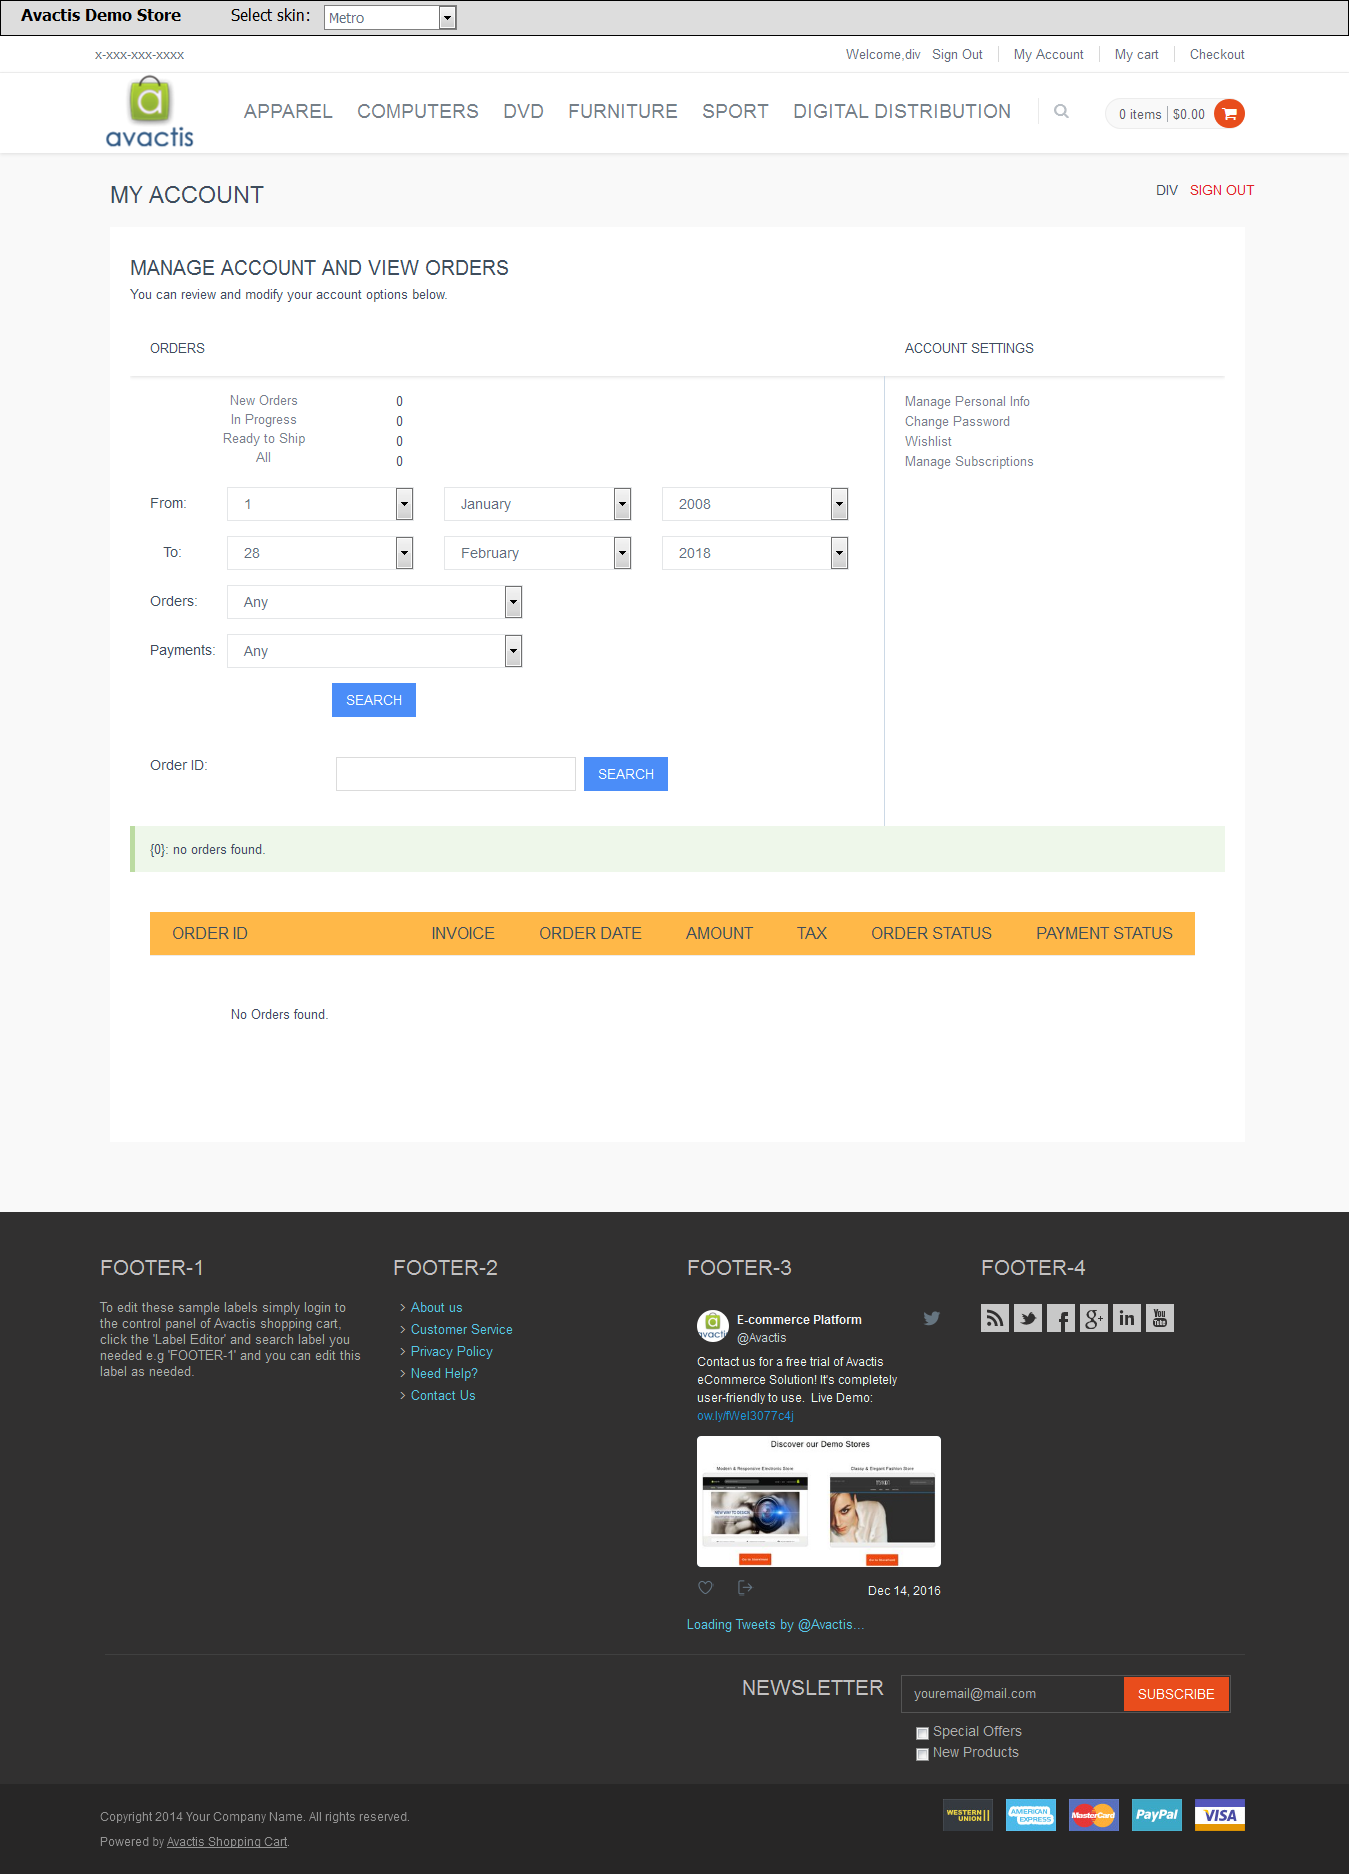 Avactis Demo Store Select skin: Metro
x-xxx-xxx-xxxx Welcome,div Sign Out My Account My cart Checkout
avactis APPAREL COMPUTERS DVD FURNITURE SPORT DIGITAL DISTRIBUTION 0 items $0.00
MY ACCOUNT DIV SIGN OUT
MANAGE ACCOUNT AND VIEW ORDERS
You can review and modify your account options below.
ORDERS ACCOUNT SETTINGS
New Orders 0 Manage Personal Info
In Progress 0 Change Password
Ready to Ship 0 Wishlist
All 0 Manage Subscriptions
From: 1 January 2008
To: 28 February 2018
Orders: Any
Payments: Any
SEARCH
Order ID: SEARCH
{0}: no orders found.
ORDER ID INVOICE ORDER DATE AMOUNT TAX ORDER STATUS PAYMENT STATUS
No Orders found.
FOOTER-1
To edit these sample labels simply login to
the control panel of Avactis shopping cart,
click the 'Label Editor' and search label you
needed e.g 'FOOTER-1' and you can edit this
label as needed.
FOOTER-2
About us
Customer Service
Privacy Policy
Need Help?
Contact Us
FOOTER-3
E-commerce Platform
@Avactis
Contact us for a free trial of Avactis
eCommerce Solution! It's completely
user-friendly to use. Live Demo:
ow.ly/fWel3077c4j
Discover our Demo Stores
Modern & Responsive Electronic Store Classy & Elegant Fashion Store
Dec 14, 2016
Loading Tweets by @Avactis...
FOOTER-4
You Tube
NEWSLETTER youremail@mail.com SUBSCRIBE
Special Offers
New Products
Copyright 2014 Your Company Name. All rights reserved.
Powered by Avactis Shopping Cart.
WESTERN UNION AMERICAN EXPRESS MasterCard PayPal VISA